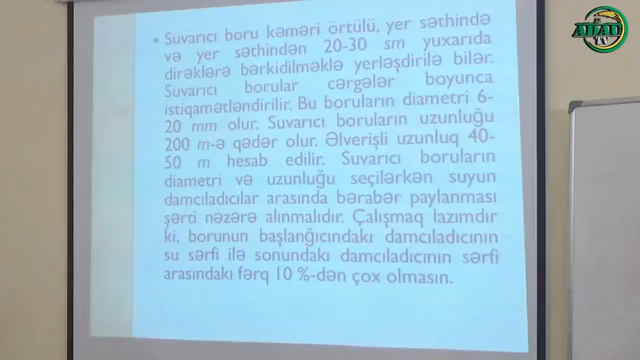 • Suvarıcı boru kəməri örtülü, yer səthində
və yer səthindən 20-30 sm yuxarıda
dirəklərə bərkidilməklə yerləşdirilə bilər.
Suvarıcı borular cərgələr boyunca
istiqamətləndirilir. Bu boruların diametri 6-
20 mm olur. Suvarıcı boruların uzunluğu
200 m-ə qədər olur. Əlverişli uzunluq 40-
50 m hesab edilir. Suvarıcı boruların
diametri və uzunluğu seçilərkən suyun
damcıladıcılar arasında bərabər paylanması
şərti nəzərə alınmalıdır. Çalışmaq lazımdır
ki, borunun başlanğıcındakı damcıladıcının
su sərfi ilə sonundakı damcıladıcının sərfi
arasındakı fərq 10 %-dən çox olmasın.
ADAU
TV